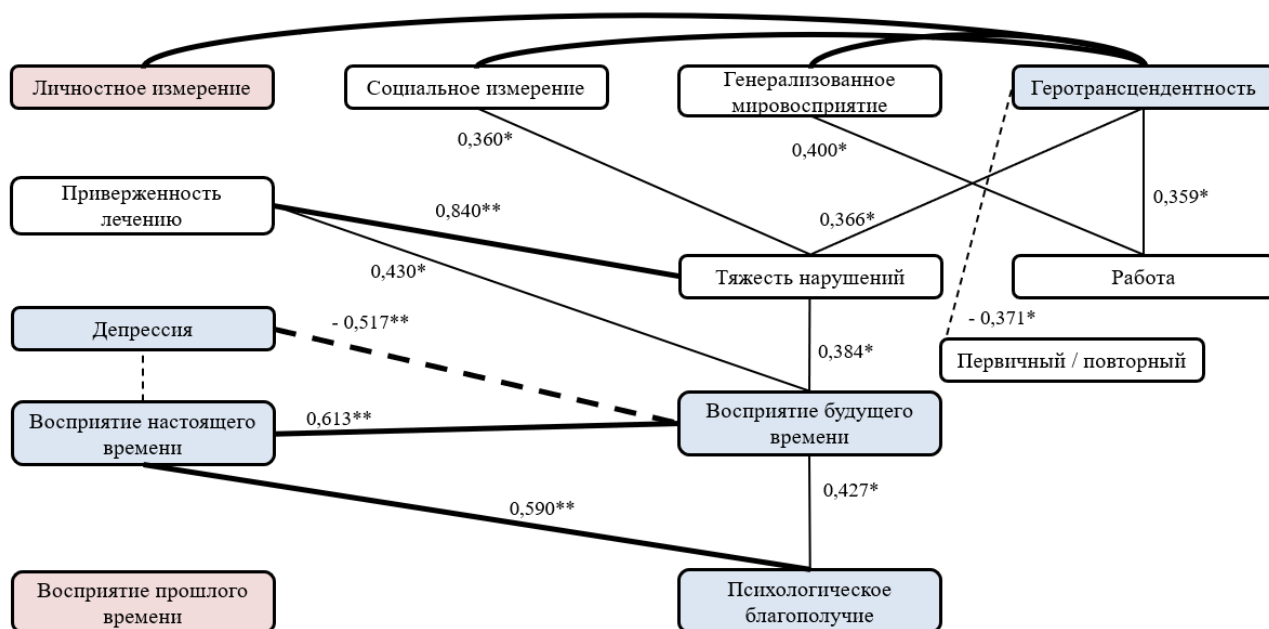 Личностное измерение
Социальное измерение
Генерализованное
мировосприятие
Геротрансцендентность
0,360*
0,400*
Приверженность
лечению
0,840**
0,366*
0,359*
0,430*
Тяжесть нарушений
Работа
Депрессия
- 0,517**
0,384*
- 0,371*
Первичный / повторный
Восприятие настоящего
времени
0,613**
Восприятие будущего
времени
0,590**
0,427*
Восприятие прошлого
времени
Психологическое
благополучие